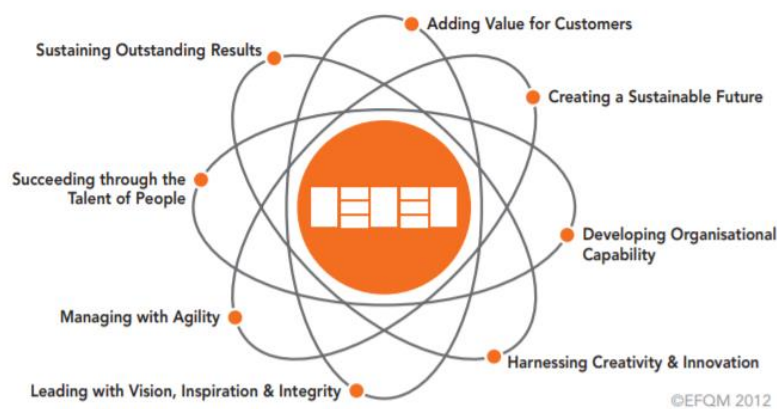 Adding Value for Customers
Sustaining Outstanding Results
Creating a Sustainable Future
Succeeding through the
Talent of People
Developing Organisational
Capability
Managing with Agility
Harnessing Creativity & Innovation
Leading with Vision, Inspiration & Integrity
©EFQM 2012